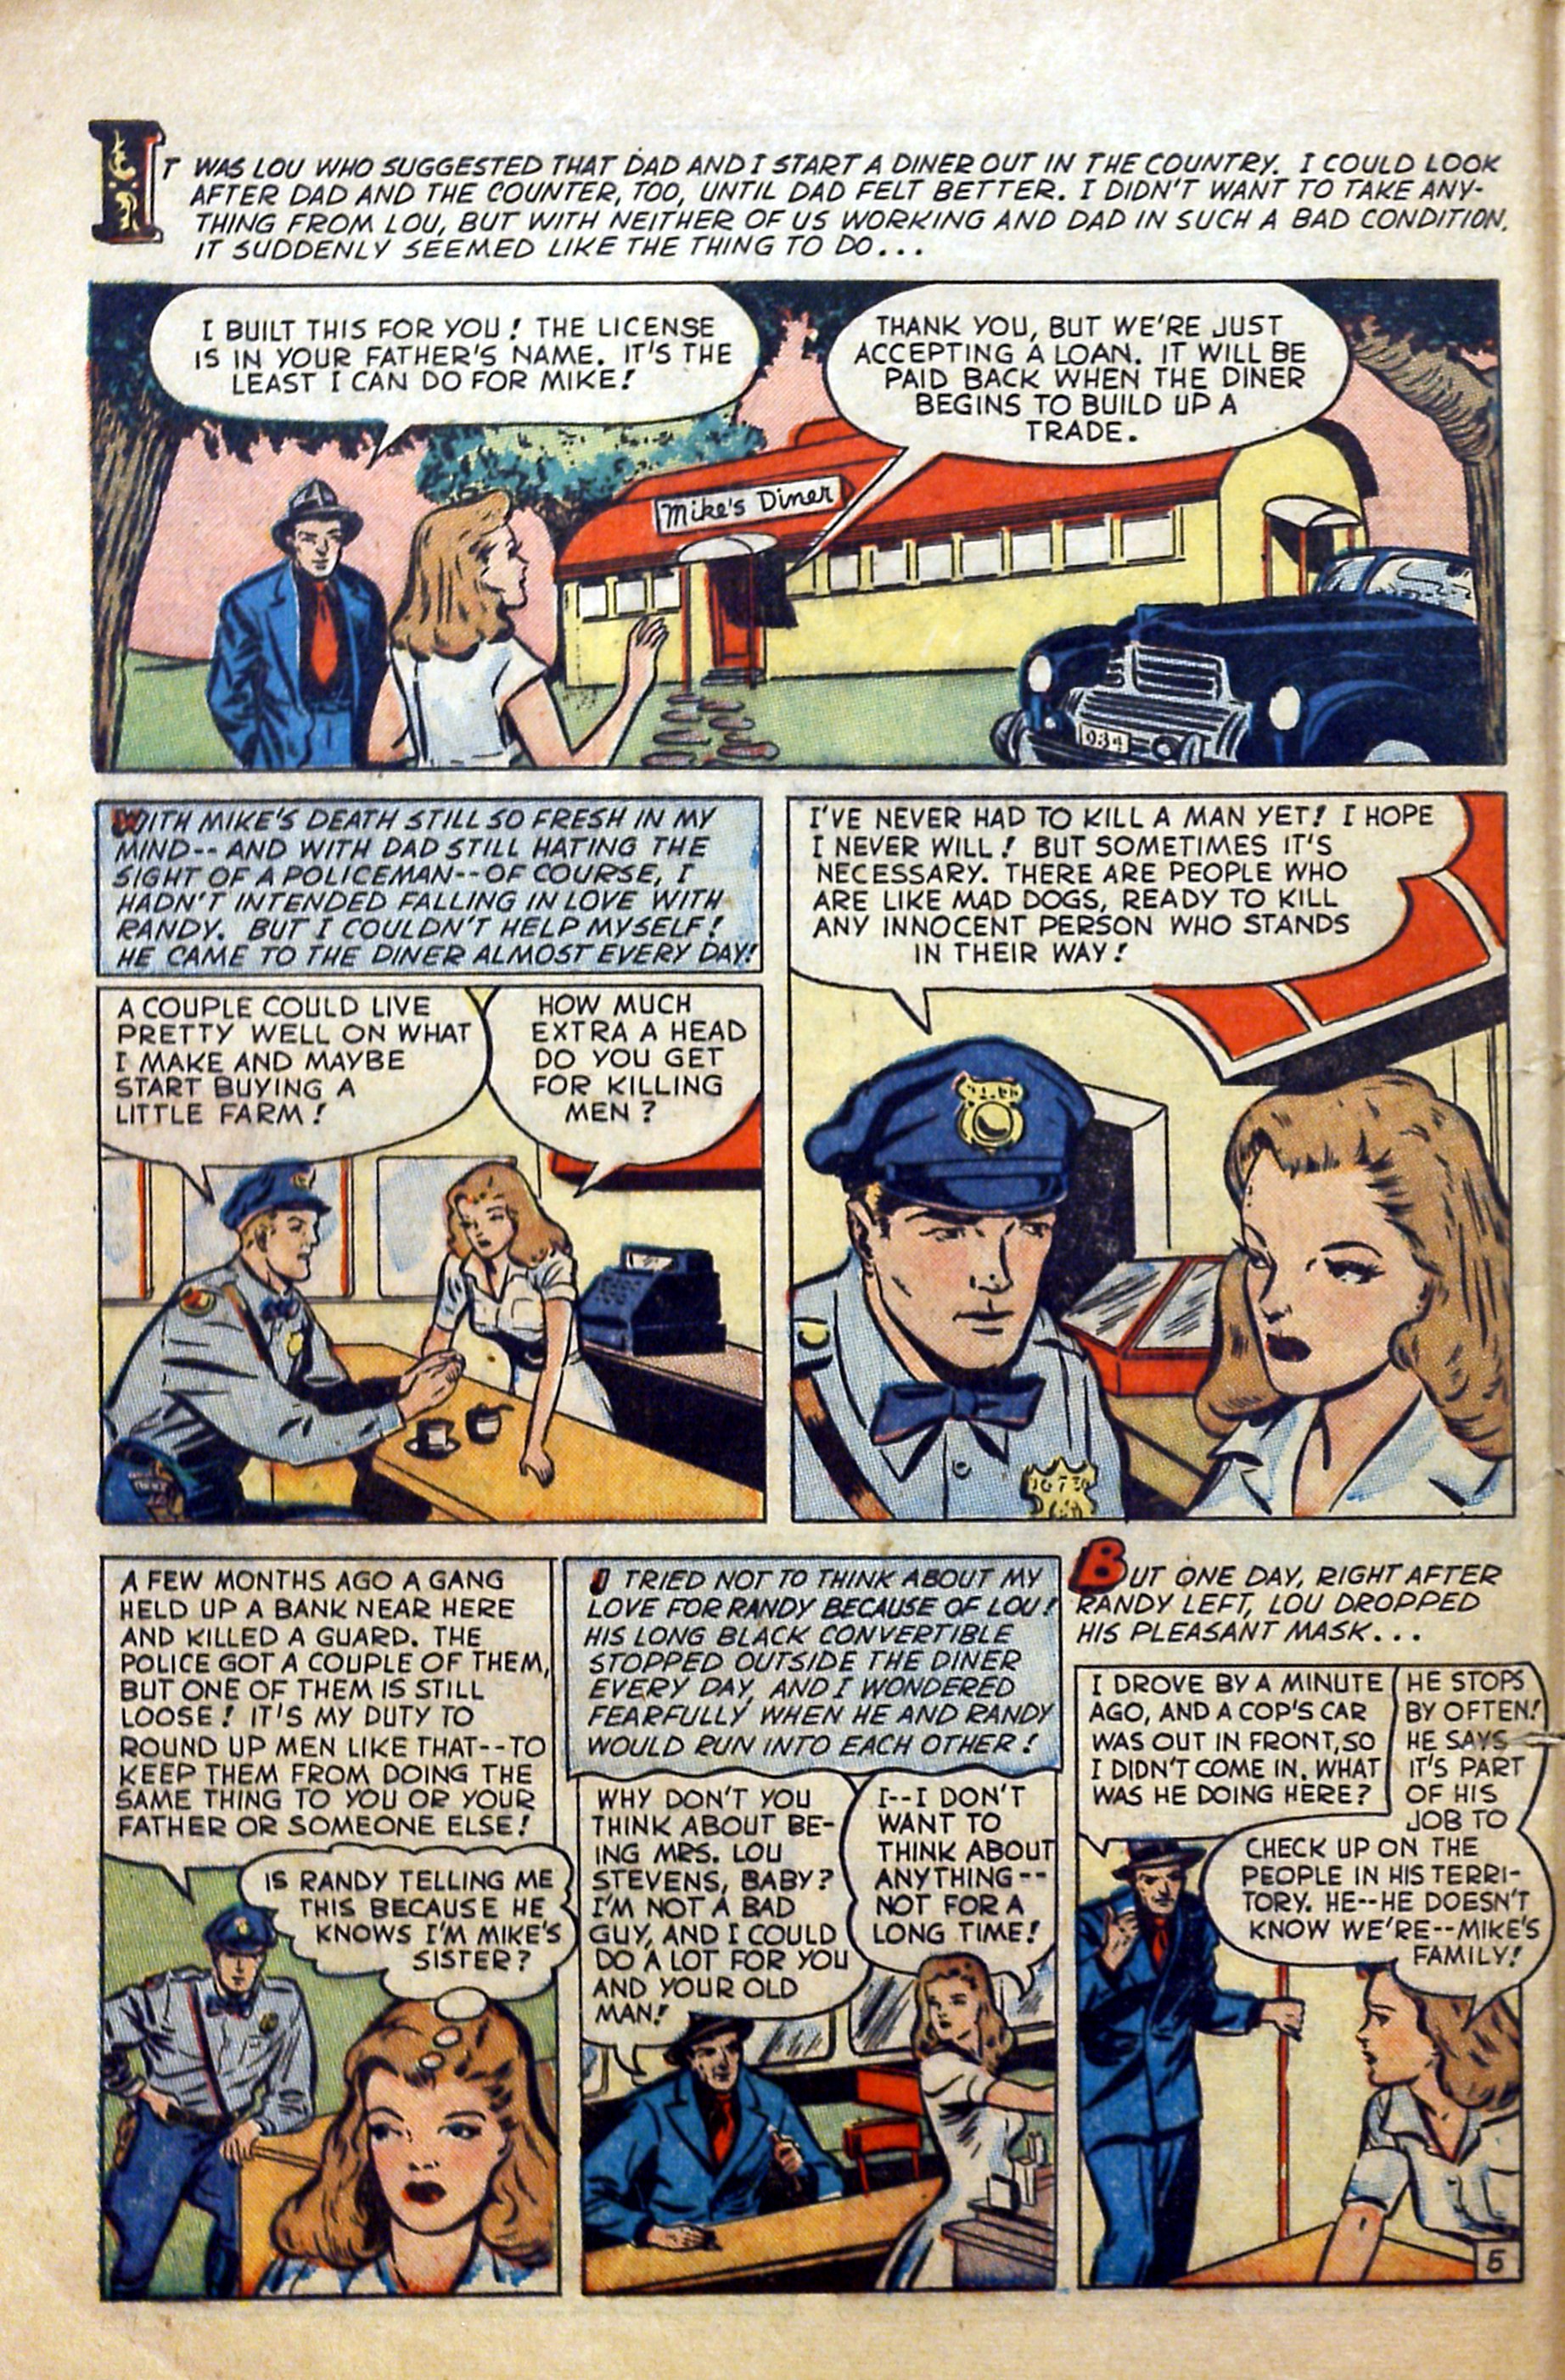 IT WAS LOU WHO SUGGESTED THAT DAD AND I START A DINER OUT IN THE COUNTRY. I COULD LOOK
AFTER DAD AND THE COUNTER, TOO, UNTIL DAD FELT BETTER. I DIDN'T WANT TO TAKE ANY-
THING FROM LOU, BUT WITH NEITHER OF US WORKING AND DAD IN SUCH A BAD CONDITION,
IT SUDDENLY SEEMED LIKE THE THING TO DO...
I BUILT THIS FOR YOU! THE LICENSE
IS IN YOUR FATHER'S NAME. IT'S THE
LEAST I CAN DO FOR MIKE!
THANK YOU, BUT WE'RE JUST
ACCEPTING A LOAN. IT WILL BE
PAID BACK WHEN THE DINER
BEGINS TO BUILD UP A
TRADE.
Mike's Diner
934
WITH MIKE'S DEATH STILL SO FRESH IN MY
MIND--AND WITH DAD STILL HATING THE
SIGHT OF A POLICEMAN--OF COURSE, I
HADN'T INTENDED FALLING IN LOVE WITH
RANDY. BUT I COULDN'T HELP MYSELF!
HE CAME TO THE DINER ALMOST EVERY DAY!
A COUPLE COULD LIVE
PRETTY WELL ON WHAT
I MAKE AND MAYBE
START BUYING A
LITTLE FARM!
HOW MUCH
EXTRA A HEAD
DO YOU GET
FOR KILLING
MEN?
I'VE NEVER HAD TO KILL A MAN YET! I HOPE
I NEVER WILL! BUT SOMETIMES IT'S
NECESSARY. THERE ARE PEOPLE WHO
ARE LIKE MAD DOGS, READY TO KILL
ANY INNOCENT PERSON WHO STANDS
IN THEIR WAY!
A FEW MONTHS AGO A GANG
HELD UP A BANK NEAR HERE
AND KILLED A GUARD. THE
POLICE GOT A COUPLE OF THEM,
BUT ONE OF THEM IS STILL
LOOSE! IT'S MY DUTY TO
ROUND UP MEN LIKE THAT--TO
KEEP THEM FROM DOING THE
SAME THING TO YOU OR YOUR
FATHER OR SOMEONE ELSE!
IS RANDY TELLING ME
THIS BECAUSE HE
KNOWS I'M MIKE'S
SISTER?
I TRIED NOT TO THINK ABOUT MY
LOVE FOR RANDY BECAUSE OF LOU!
HIS LONG BLACK CONVERTIBLE
STOPPED OUTSIDE THE DINER
EVERY DAY, AND I WONDERED
FEARFULLY WHEN HE AND RANDY
WOULD RUN INTO EACH OTHER!
WHY DON'T YOU
THINK ABOUT BE-
ING MRS. LOU
STEVENS, BABY?
I'M NOT A BAD
GUY, AND I COULD
DO A LOT FOR YOU
AND YOUR OLD
MAN!
I--I DON'T
WANT TO
THINK ABOUT
ANYTHING--
NOT FOR A
LONG TIME!
BUT ONE DAY, RIGHT AFTER
RANDY LEFT, LOU DROPPED
HIS PLEASANT MASK...
I DROVE BY A MINUTE
AGO, AND A COP'S CAR
WAS OUT IN FRONT, SO
I DIDN'T COME IN. WHAT
WAS HE DOING HERE?
HE STOPS
BY OFTEN!
HE SAYS
IT'S PART
OF HIS
JOB TO
CHECK UP ON THE
PEOPLE IN HIS TERRI-
TORY. HE--HE DOESN'T
KNOW WE'RE--MIKE'S
FAMILY!
5